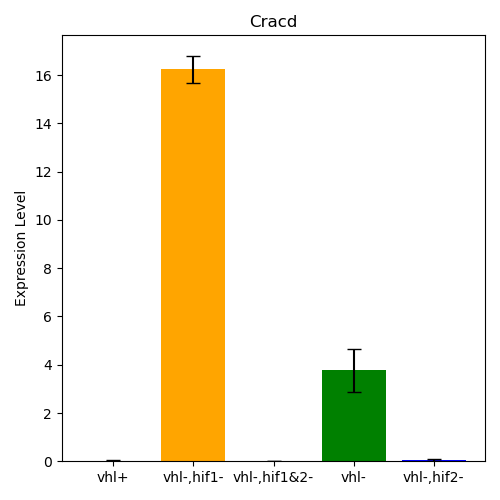 Cracd
Expression Level
16
14
12
10
8
6
4
2
0
vhl+
vhl-,hif1-
vhl-,hif1&2-
vhl-
vhl-,hif2-